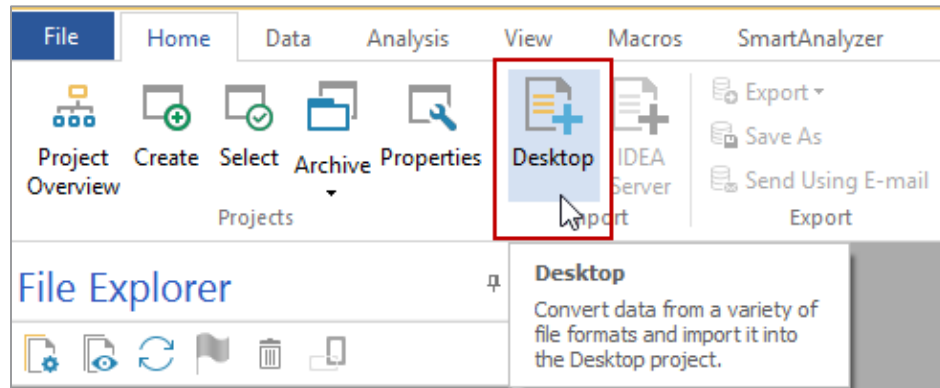 File Home Data Analysis View Macros SmartAnalyzer
Project Overview
Create
Select
Archive
Properties
Projects
Desktop
IDEA Server
port
Export
Save As
Send Using E-mail
Export
File Explorer
Desktop
Convert data from a variety of
file formats and import it into
the Desktop project.